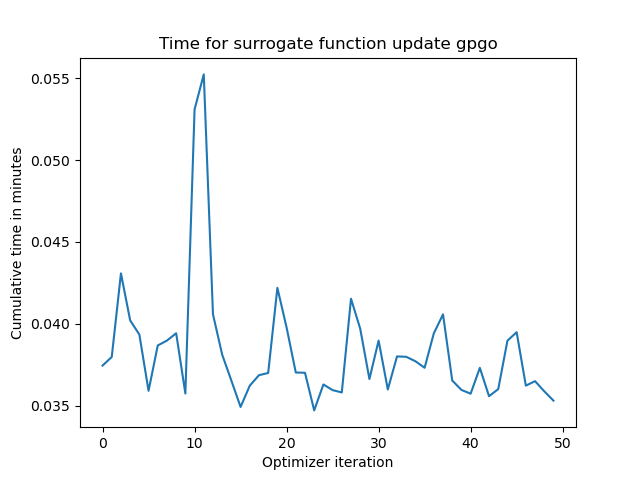 Time for surrogate function update gpgo
Cumulative time in minutes
0.055
0.050
0.045
0.040
0.035
0 10 20 30 40 50
Optimizer iteration